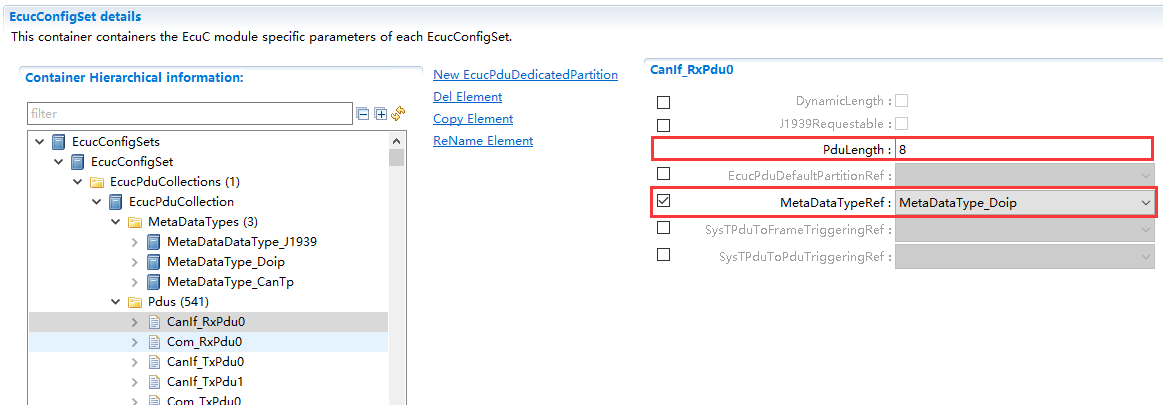 EcucConfigSet details
This container containers the EcuC module specific parameters of each EcucConfigSet.
Container Hierarchical information:
filter
EcucConfigSets
EcucConfigSet
EcucPduCollections (1)
EcucPduCollection
MetaDataTypes (3)
MetaDataDataType_J1939
MetaDataType_Doip
MetaDataType_CanTp
Pdus (541)
CanIf_RxPdu0
Com_RxPdu0
CanIf_TxPdu0
CanIf_TxPdu1
Com_TxPdu0
New EcucPduDedicatedPartition
Del Element
Copy Element
ReName Element
CanIf_RxPdu0
DynamicLength :
J1939Requestable :
PduLength : 8
EcucPduDefaultPartitionRef :
MetaDataTypeRef : MetaDataType_Doip
SysTPduToFrameTriggeringRef :
SysTPduToPduTriggeringRef :